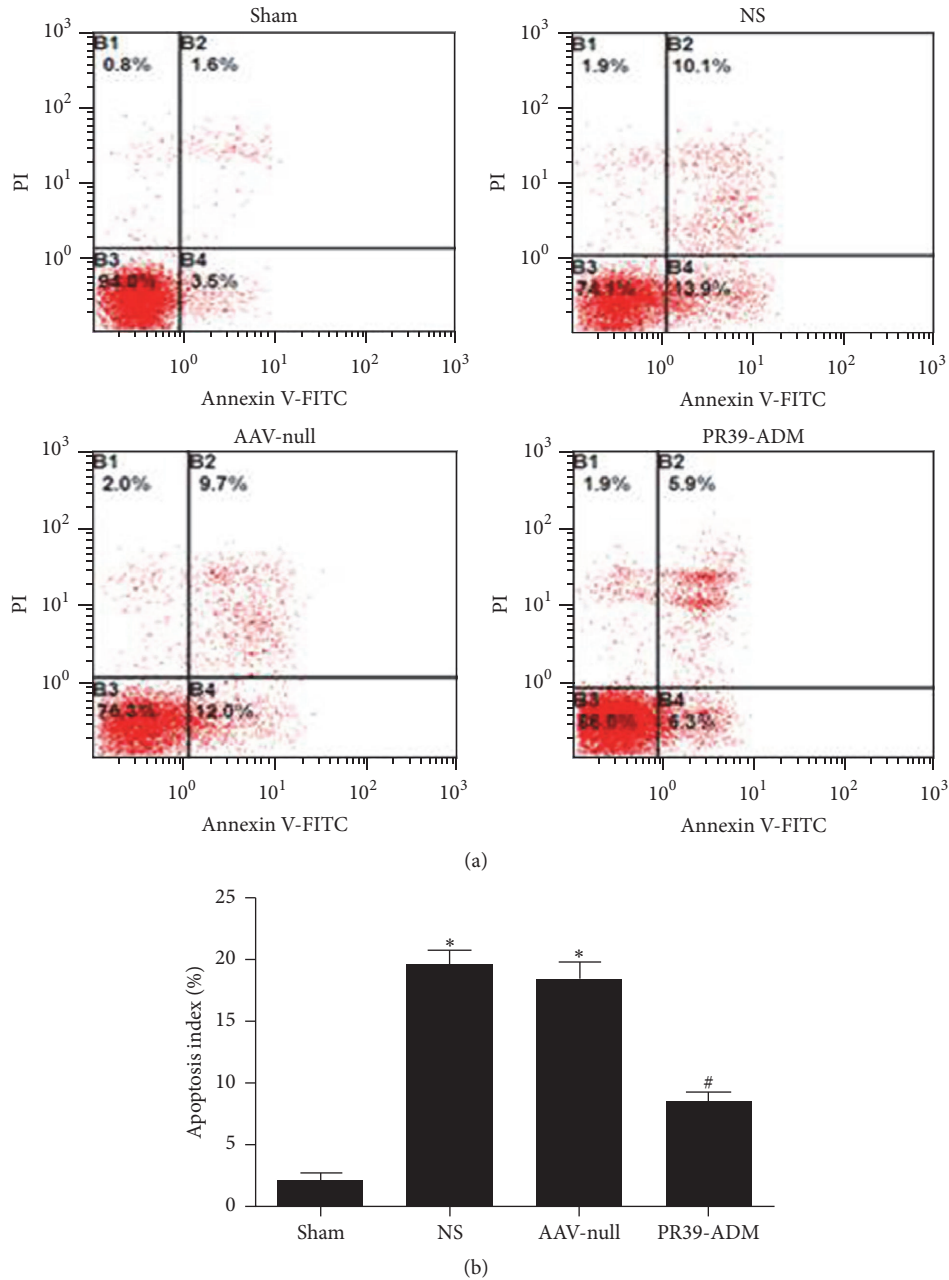 Sham
NS
10³
B1
B2
0.8%
1.6%
10²
PI
10¹
10⁰
B3
B4
94.0%
3.5%
10⁰ 10¹ 10² 10³
Annexin V-FITC
10³
B1
B2
1.9%
10.1%
10²
PI
10¹
10⁰
B3
B4
74.1%
13.9%
10⁰ 10¹ 10² 10³
Annexin V-FITC
AAV-null
PR39-ADM
10³
B1
B2
2.0%
9.7%
10²
PI
10¹
10⁰
B3
B4
76.3%
12.0%
10⁰ 10¹ 10² 10³
Annexin V-FITC
10³
B1
B2
1.9%
5.9%
10²
PI
10¹
10⁰
B3
B4
6.3%
10⁰ 10¹ 10² 10³
Annexin V-FITC
(a)
25
20
15
10
5
0
Apoptosis index (%)
*
*
#
Sham NS AAV-null PR39-ADM
(b)